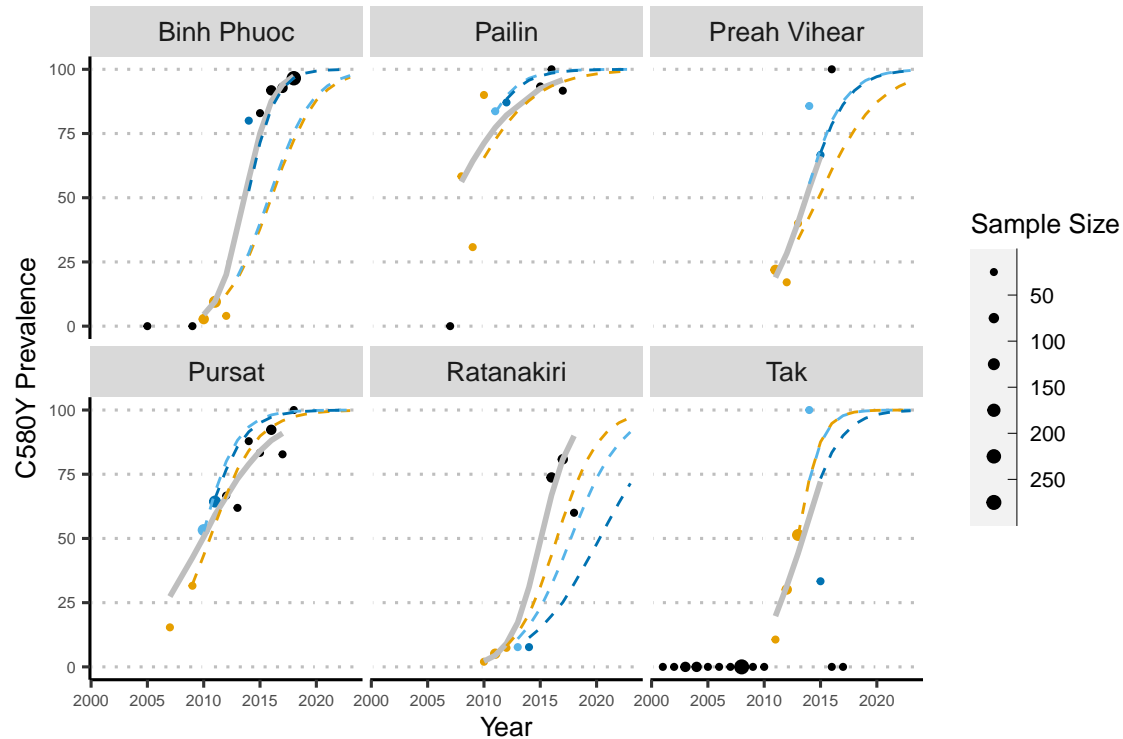 Binh Phuoc Pailin Preah Vihear
100
75
50
25
0
Pursat Ratanakiri Tak
100
75
50
25
0
2000 2005 2010 2015 2020 2000 2005 2010 2015 2020 2000 2005 2010 2015 2020
Year
C580Y Prevalence
Sample Size
50
100
150
200
250